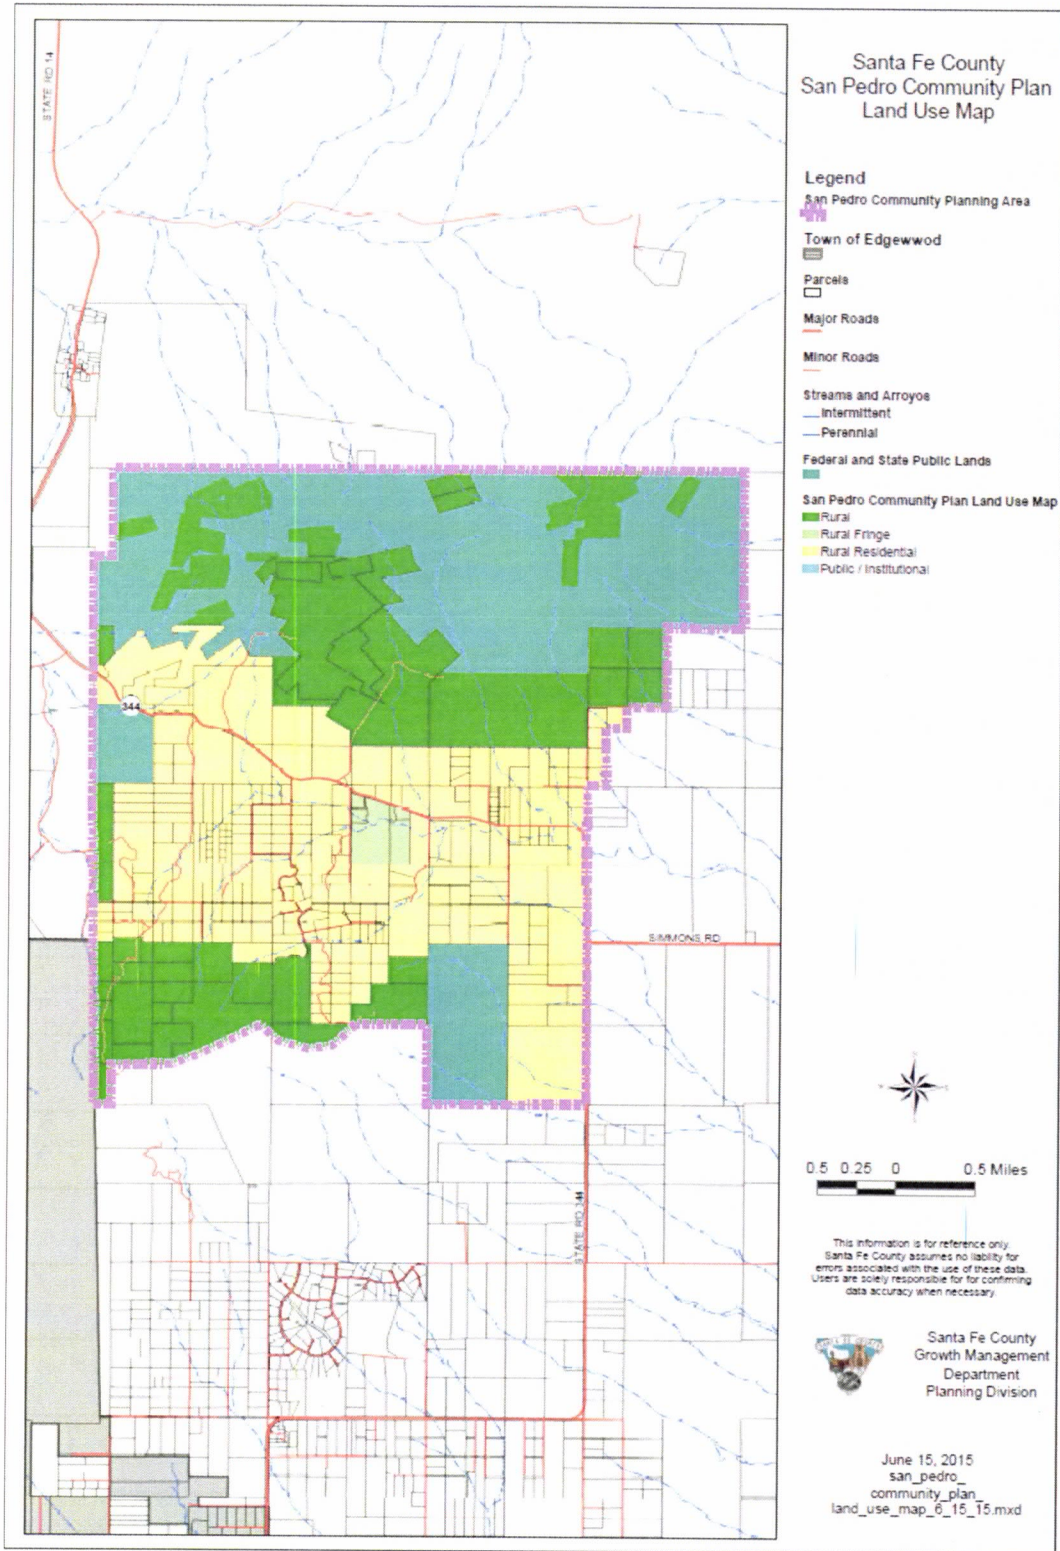 Santa Fe County
San Pedro Community Plan
Land Use Map
Legend
San Pedro Community Planning Area
Town of Edgewwod
Parcels
Major Roads
Minor Roads
Streams and Arroyos
Intermittent
Perennial
Federal and State Public Lands
San Pedro Community Plan Land Use Map
Rural
Rural Fringe
Rural Residential
Public / Institutional
STATE RD 14
344
SIMMONS RD
STATE RD 344
0.5 0.25 0 0.5 Miles
This information is for reference only.
Santa Fe County assumes no liability for
errors associated with the use of these data.
Users are solely responsible for for confirming
data accuracy when necessary.
Santa Fe County
Growth Management
Department
Planning Division
June 15, 2015
san_pedro_
community_plan_
land_use_map_6_15_15.mxd